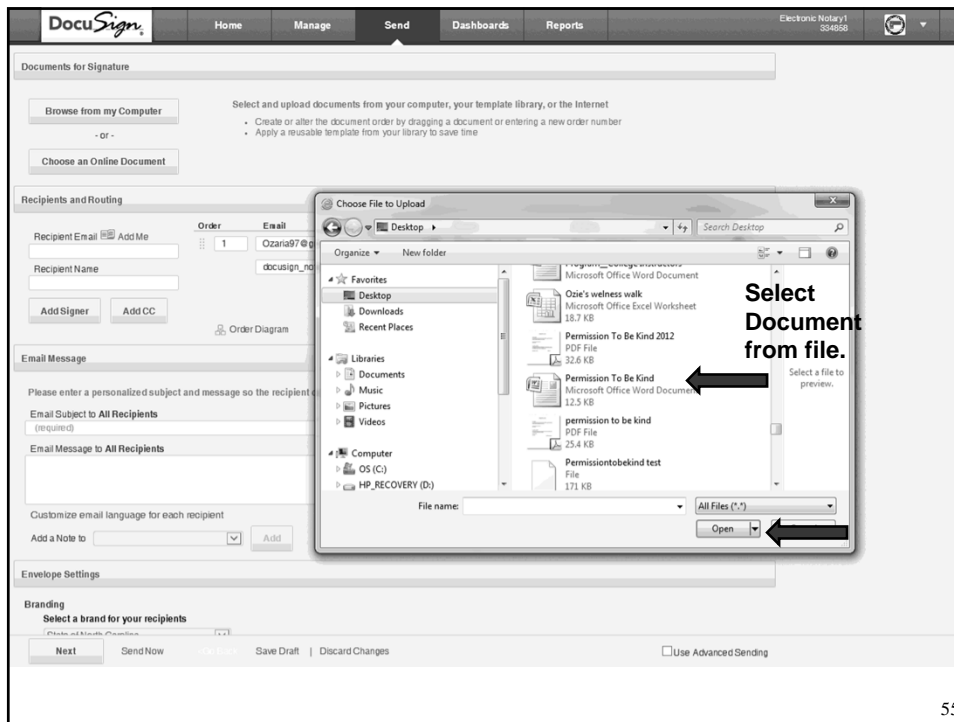 DocuSign Home Manage Send Dashboards Reports Electronic Notary1
334858
Documents for Signature
Browse from my Computer
- or -
Choose an Online Document
Select and upload documents from your computer, your template library, or the Internet
• Create or alter the document order by dragging a document or entering a new order number
• Apply a reusable template from your library to save time
Recipients and Routing
Recipient Email Add Me
Recipient Name
Add Signer Add CC
Order Email
1 Ozaria97@g
Order Diagram
Email Message
Please enter a personalized subject and message so the recipient
Email Subject to All Recipients
(required)
Email Message to All Recipients
Customize email language for each recipient
Add a Note to Add
Envelope Settings
Branding
Select a brand for your recipients
State of North Carolina
Next Send Now Save Draft | Discard Changes Use Advanced Sending
Choose File to Upload
Desktop Search Desktop
Organize New folder
Favorites
Desktop
Downloads
Recent Places
Libraries
Documents
Music
Pictures
Videos
Computer
OS (C:)
HP_RECOVERY (D:)
Microsoft Office Word Document
Ozie's welness walk
Microsoft Office Excel Worksheet
18.7 KB
Permission To Be Kind 2012
PDF File
32.6 KB
Permission To Be Kind
Microsoft Office Word Document
12.5 KB
permission to be kind
PDF File
25.4 KB
Permissiontobekind test
File
171 KB
Select a file to
preview.
File name: All Files (*.*)
Open
Select
Document
from file.
55